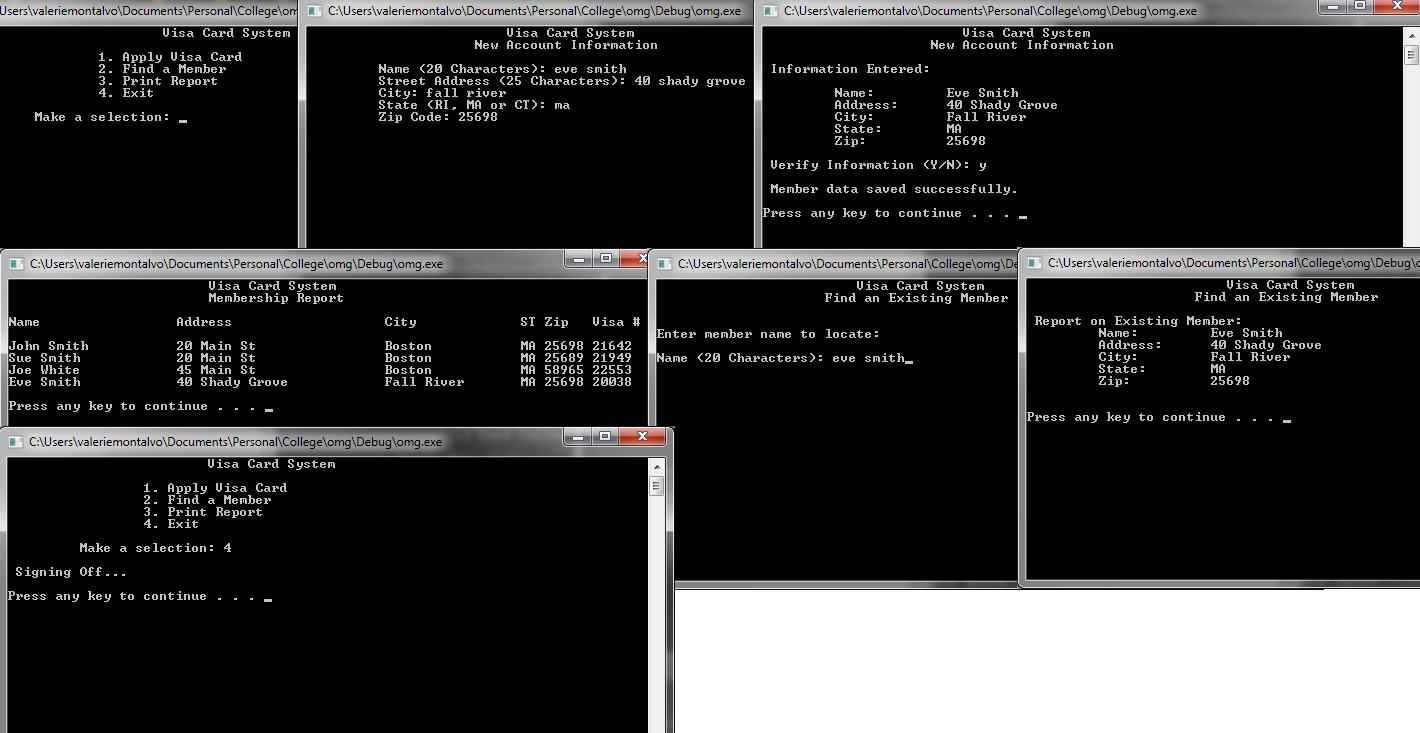 Users\valeriemontalvo\Documents\Personal\College\om
Visa Card System
1. Apply Visa Card
2. Find a Member
3. Print Report
4. Exit
Make a selection: _
C:\Users\valeriemontalvo\Documents\Personal\College\omg\Debug\omg.exe
Visa Card System
New Account Information
Name (20 Characters): eve smith
Street Address (25 Characters): 40 shady grove
City: fall river
State (RI, MA or CT): ma
Zip Code: 25698
C:\Users\valeriemontalvo\Documents\Personal\College\omg\Debug\omg.exe
Visa Card System
New Account Information
Information Entered:
Name: Eve Smith
Address: 40 Shady Grove
City: Fall River
State: MA
Zip: 25698
Verify Information (Y/N): y
Member data saved successfully.
Press any key to continue . . . _
C:\Users\valeriemontalvo\Documents\Personal\College\omg\Debug\omg.exe
Visa Card System
Membership Report
Name Address City ST Zip Visa #
John Smith 20 Main St Boston MA 25698 21642
Sue Smith 20 Main St Boston MA 25689 21949
Joe White 45 Main St Boston MA 58965 22553
Eve Smith 40 Shady Grove Fall River MA 25698 20038
Press any key to continue . . . _
C:\Users\valeriemontalvo\Documents\Personal\College\omg\De
Visa Card System
Find an Existing Member
Enter member name to locate:
Name (20 Characters): eve smith_
C:\Users\valeriemontalvo\Documents\Personal\College\omg\Debug\o
Visa Card System
Find an Existing Member
Report on Existing Member:
Name: Eve Smith
Address: 40 Shady Grove
City: Fall River
State: MA
Zip: 25698
Press any key to continue . . . _
C:\Users\valeriemontalvo\Documents\Personal\College\omg\Debug\omg.exe
Visa Card System
1. Apply Visa Card
2. Find a Member
3. Print Report
4. Exit
Make a selection: 4
Signing Off...
Press any key to continue . . . _